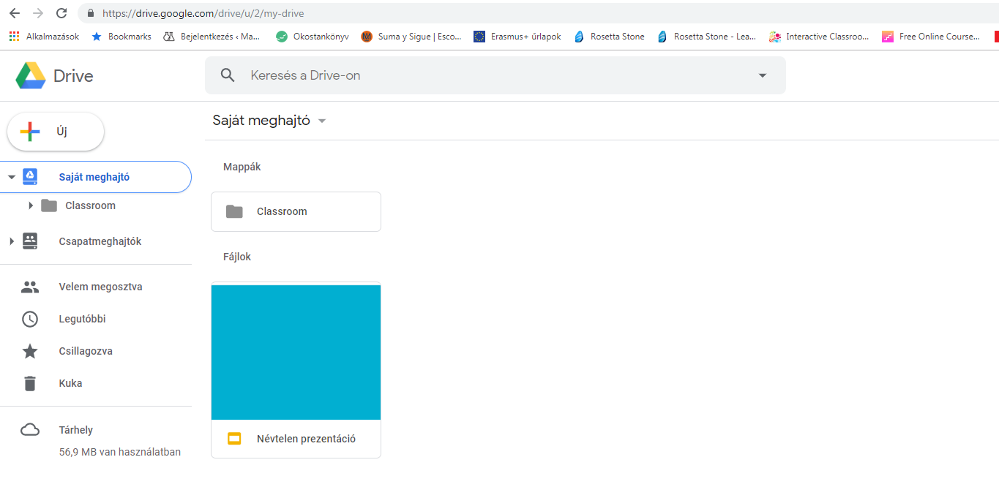 https://drive.google.com/drive/u/2/my-drive
Alkalmazások Bookmarks Bejelentkezés ‹ Ma... Okostankönyv Suma y Sigue | Esco... Erasmus+ űrlapok Rosetta Stone Rosetta Stone - Lea... Interactive Classroo... Free Online Course...
Drive
Keresés a Drive-on
Új
Saját meghajtó
Saját meghajtó
Classroom
Csapatmeghajtók
Velem megosztva
Legutóbbi
Csillagozva
Kuka
Tárhely
56,9 MB van használatban
Mappák
Classroom
Fájlok
Névtelen prezentáció